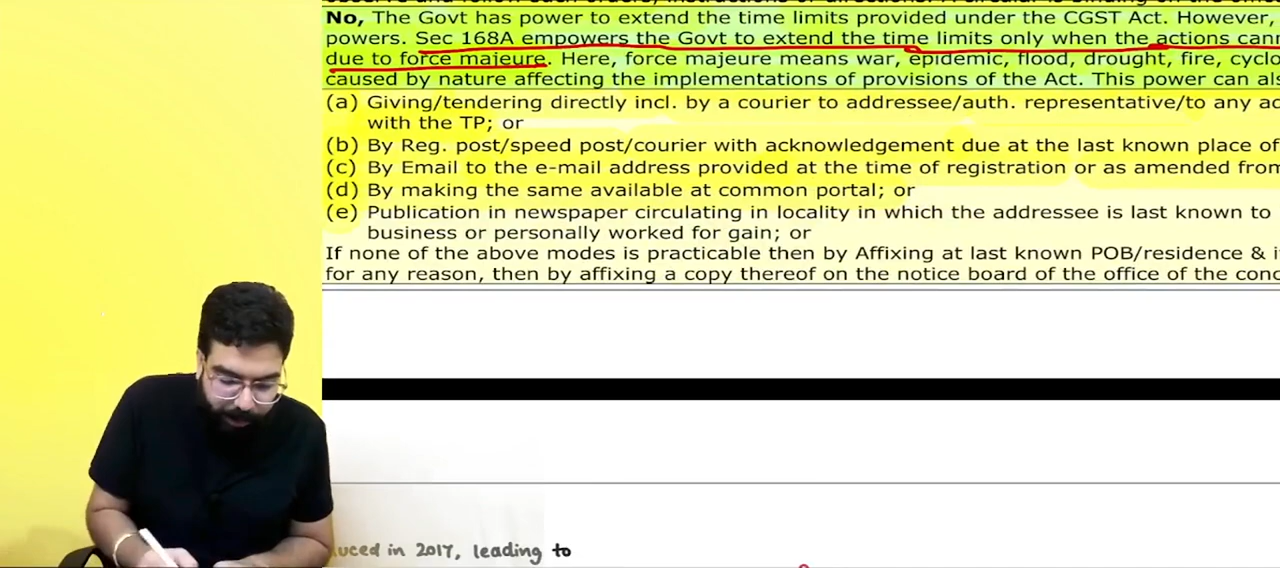 No, The Govt has power to extend the time limits provided under the CGST Act. However,
powers. Sec 168A empowers the Govt to extend the time limits only when the actions
due to force majeure. Here, force majeure means war, epidemic, flood, drought, fire,
caused by nature affecting the implementations of provisions of the Act. This power can
(a) Giving/tendering directly incl. by a courier to addressee/auth. representative/to any
with the TP; or
(b) By Reg. post/speed post/courier with acknowledgement due at the last known place of
(c) By Email to the e-mail address provided at the time of registration or as amended from
(d) By making the same available at common portal; or
(e) Publication in newspaper circulating in locality in which the addressee is last known to
business or personally worked for gain; or
If none of the above modes is practicable then by Affixing at last known POB/residence &
for any reason, then by affixing a copy thereof on the notice board of the office of the
in 2017, leading to